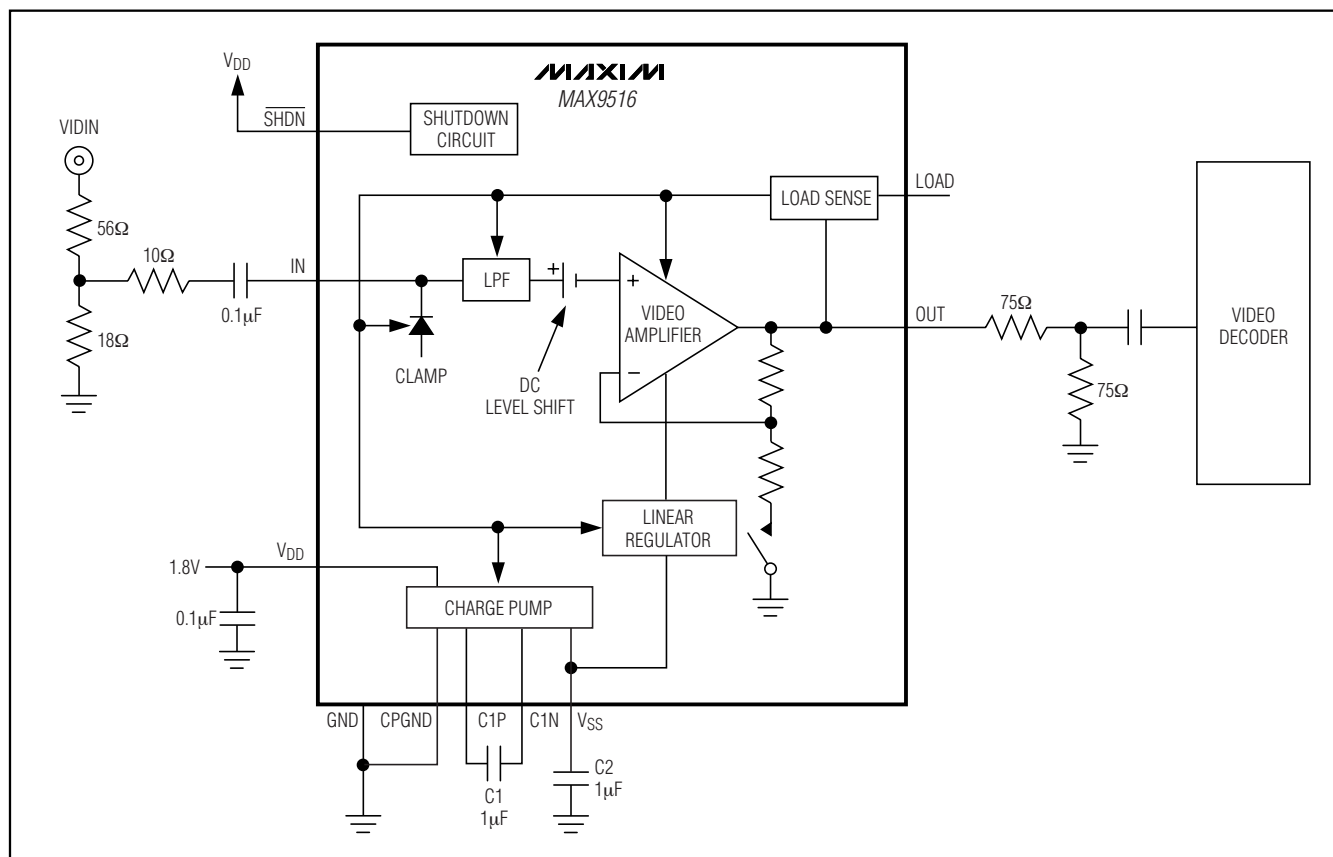 MAXIM
MAX9516
VDD
SHDN
SHUTDOWN
CIRCUIT
VIDIN
56Ω
10Ω
0.1µF
18Ω
IN
CLAMP
LPF
+
DC
LEVEL SHIFT
+
VIDEO
AMPLIFIER
−
LOAD SENSE
LOAD
OUT
75Ω
75Ω
VIDEO
DECODER
LINEAR
REGULATOR
1.8V
VDD
0.1µF
CHARGE PUMP
GND
CPGND
C1P
C1N
VSS
C1
1µF
C2
1µF